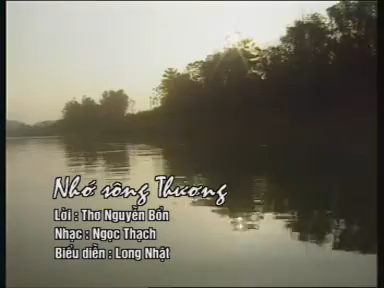 Nhớ sông Thương
Lời : Thơ Nguyễn Bổn
Nhạc : Ngọc Thạch
Biểu diễn : Long Nhật